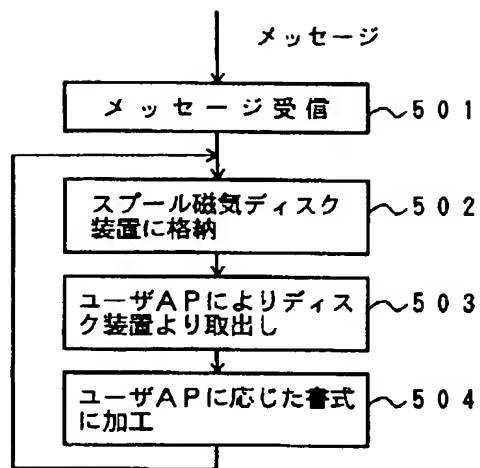 メッセージ
メッセージ受信
501
スプール磁気ディスク
装置に格納
502
ユーザAPによりディス
ク装置より取出し
503
ユーザAPに応じた書式
に加工
504